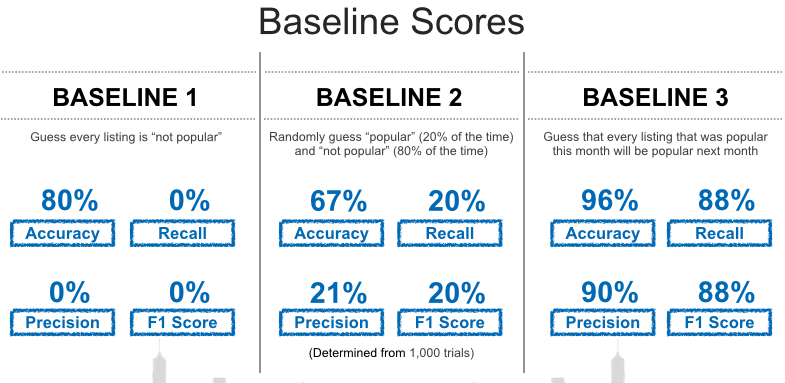 Baseline Scores
BASELINE 1
Guess every listing is “not popular”
80%
0%
Accuracy
Recall
0%
0%
Precision
F1 Score
BASELINE 2
Randomly guess “popular” (20% of the time)
and “not popular” (80% of the time)
67%
20%
Accuracy
Recall
21%
20%
Precision
F1 Score
(Determined from 1,000 trials)
BASELINE 3
Guess that every listing that was popular
this month will be popular next month
96%
88%
Accuracy
Recall
90%
88%
Precision
F1 Score